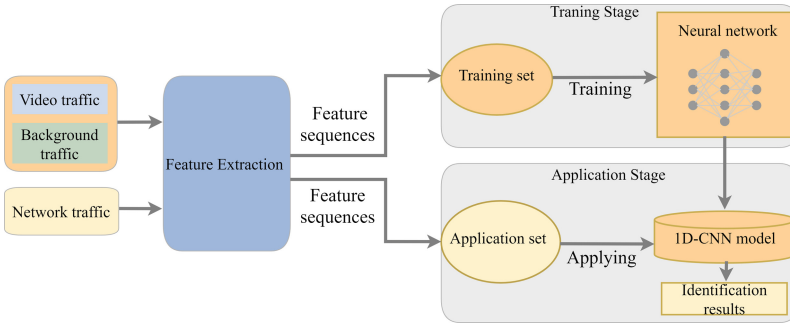 Traning Stage
Neural network
Training set
Training
Video traffic
Background
traffic
Feature
sequences
Feature Extraction
Network traffic
Feature
sequences
Application Stage
Application set
Applying
1D-CNN model
Identification
results